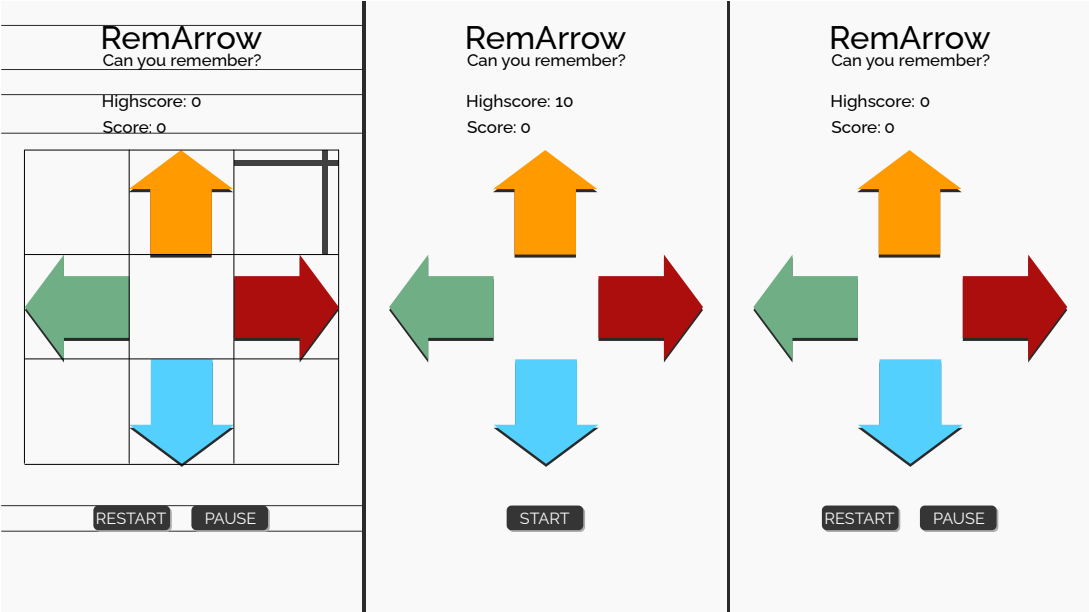 RemArrow
Can you remember?
Highscore: 0
Score: 0
RESTART
PAUSE
RemArrow
Can you remember?
Highscore: 10
Score: 0
START
RemArrow
Can you remember?
Highscore: 0
Score: 0
RESTART
PAUSE